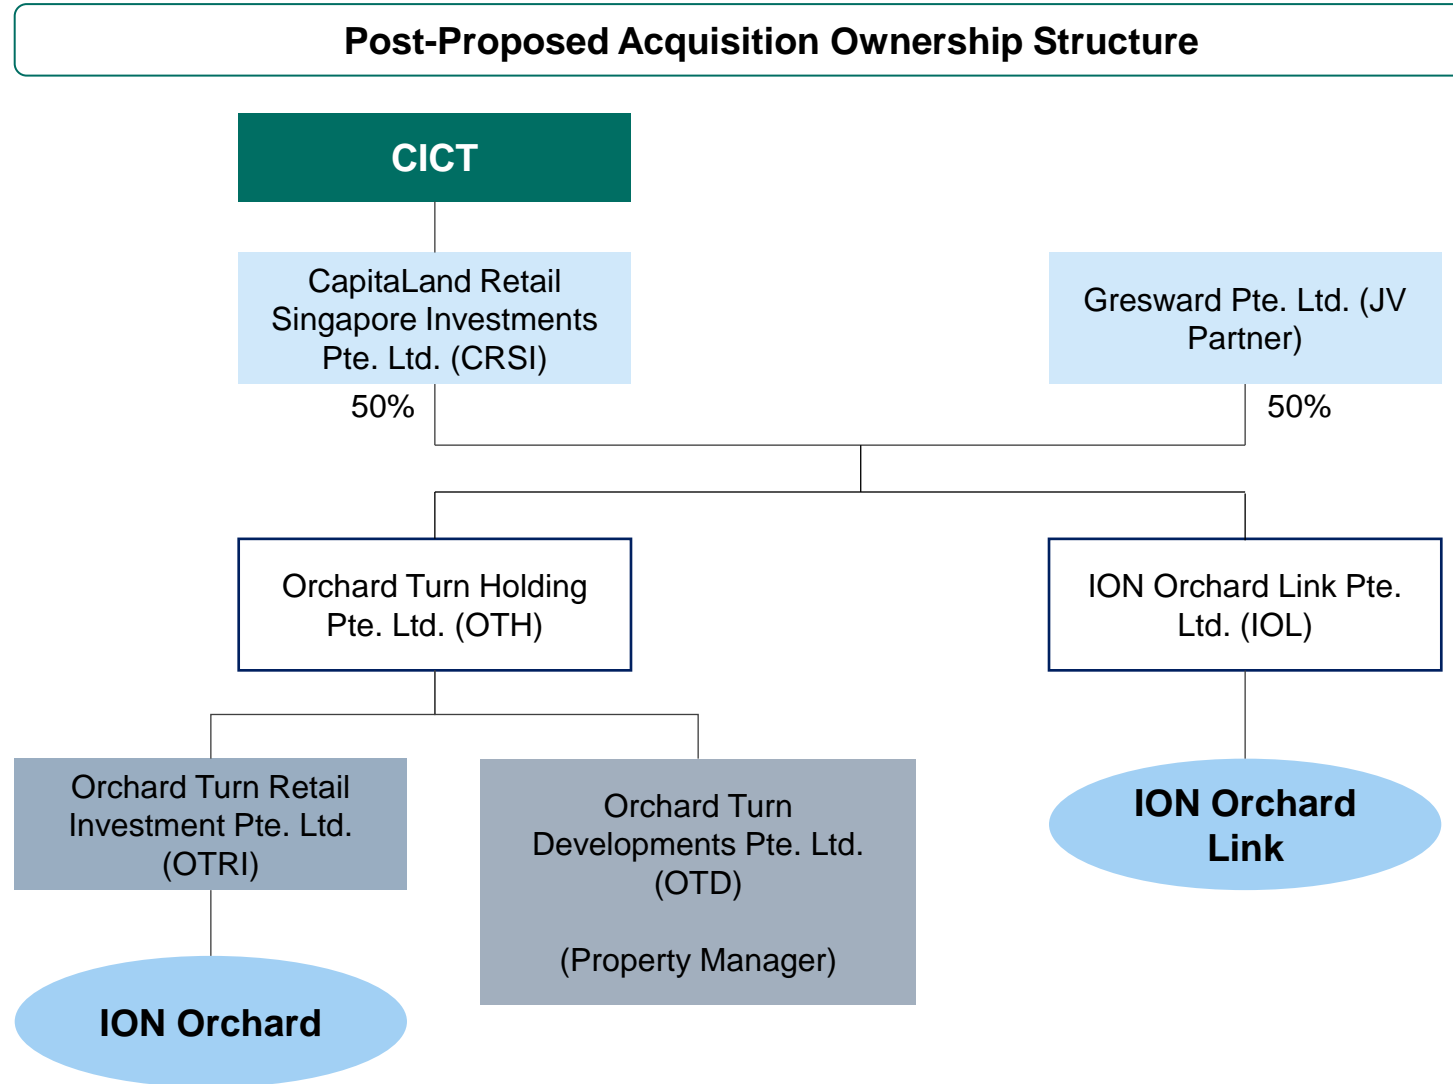 Post-Proposed Acquisition Ownership Structure
CICT
CapitaLand Retail
Singapore Investments
Pte. Ltd. (CRSI)
Gresward Pte. Ltd. (JV
Partner)
50%
50%
Orchard Turn Holding
Pte. Ltd. (OTH)
ION Orchard Link Pte.
Ltd. (IOL)
Orchard Turn Retail
Investment Pte. Ltd.
(OTRI)
Orchard Turn
Developments Pte. Ltd.
(OTD)
(Property Manager)
ION Orchard
Link
ION Orchard